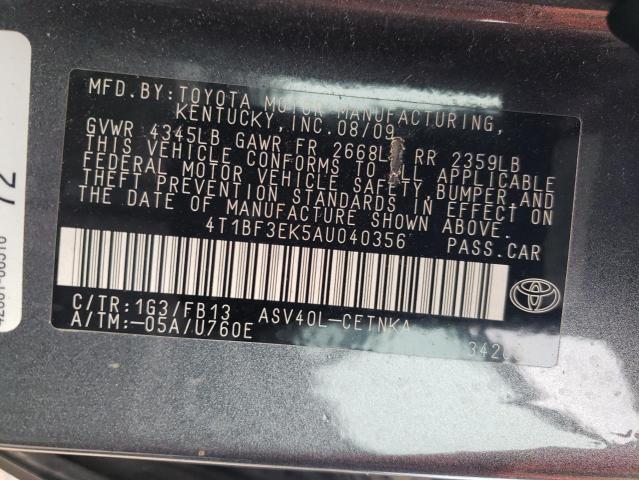 MFD.BY:TOYOTA MOTOR MANUFACTURING,
KENTUCKY, INC. 08/09
GVWR 4345LB GAWR FR 2668L RR 2359LB
THIS VEHICLE CONFORMS TO ALL APPLICABLE
FEDERAL MOTOR VEHICLE SAFETY, BUMPER, AND
THEFT PREVENTION STANDARDS IN EFFECT ON
THE DATE OF MANUFACTURE SHOWN ABOVE.
4T1BF3EK5AU040356 PASS.CAR
C/TR:1G3/FB13 ASV40L-CETNKA
A/TM:-05A/U760E
72